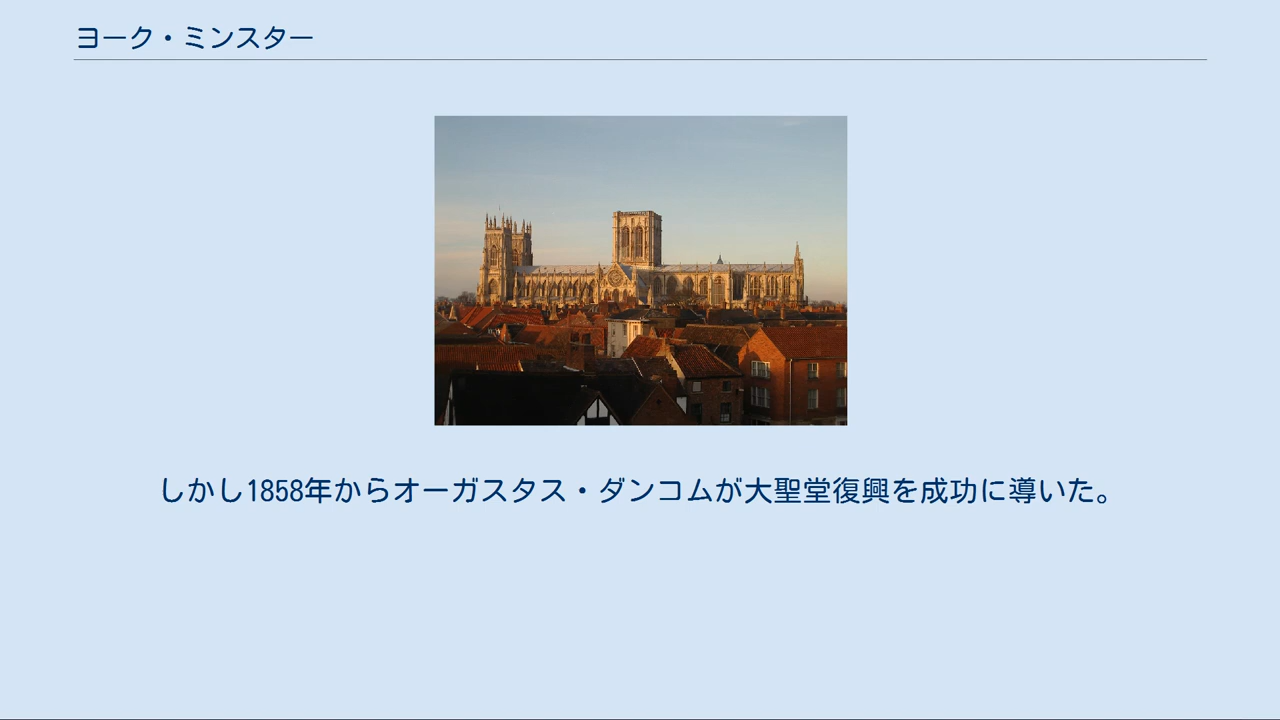 ヨーク・ミンスター
しかし1858年からオーガスタス・ダンコムが大聖堂復興を成功に導いた。